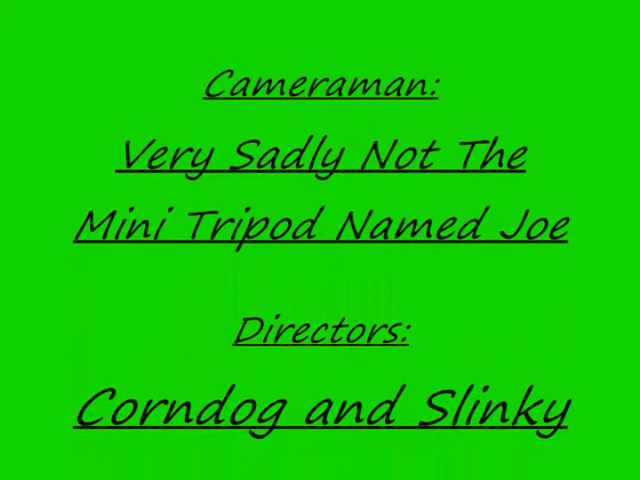 Cameraman:
Very Sadly Not The
Mini Tripod Named Joe
Directors:
Corndog and Slinky